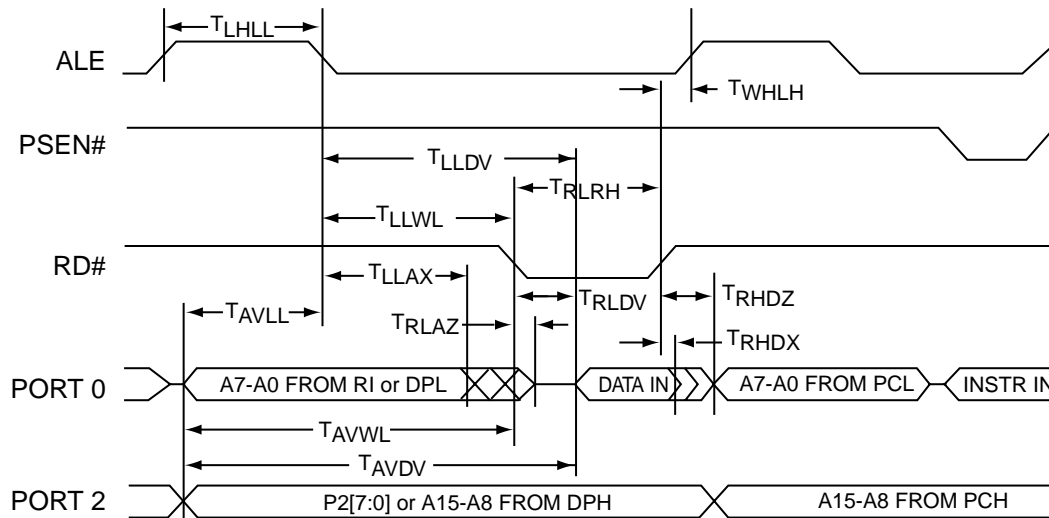 TLHLL
ALE
TWHLH
PSEN#
TLLDV
TRLRH
TLLWL
RD#
TLLAX
TRLDV
TRHDZ
TAVLL
TRLAZ
TRHDX
PORT 0
A7-A0 FROM RI or DPL
DATA IN
A7-A0 FROM PCL
INSTR IN
TAVWL
TAVDV
PORT 2
P2[7:0] or A15-A8 FROM DPH
A15-A8 FROM PCH